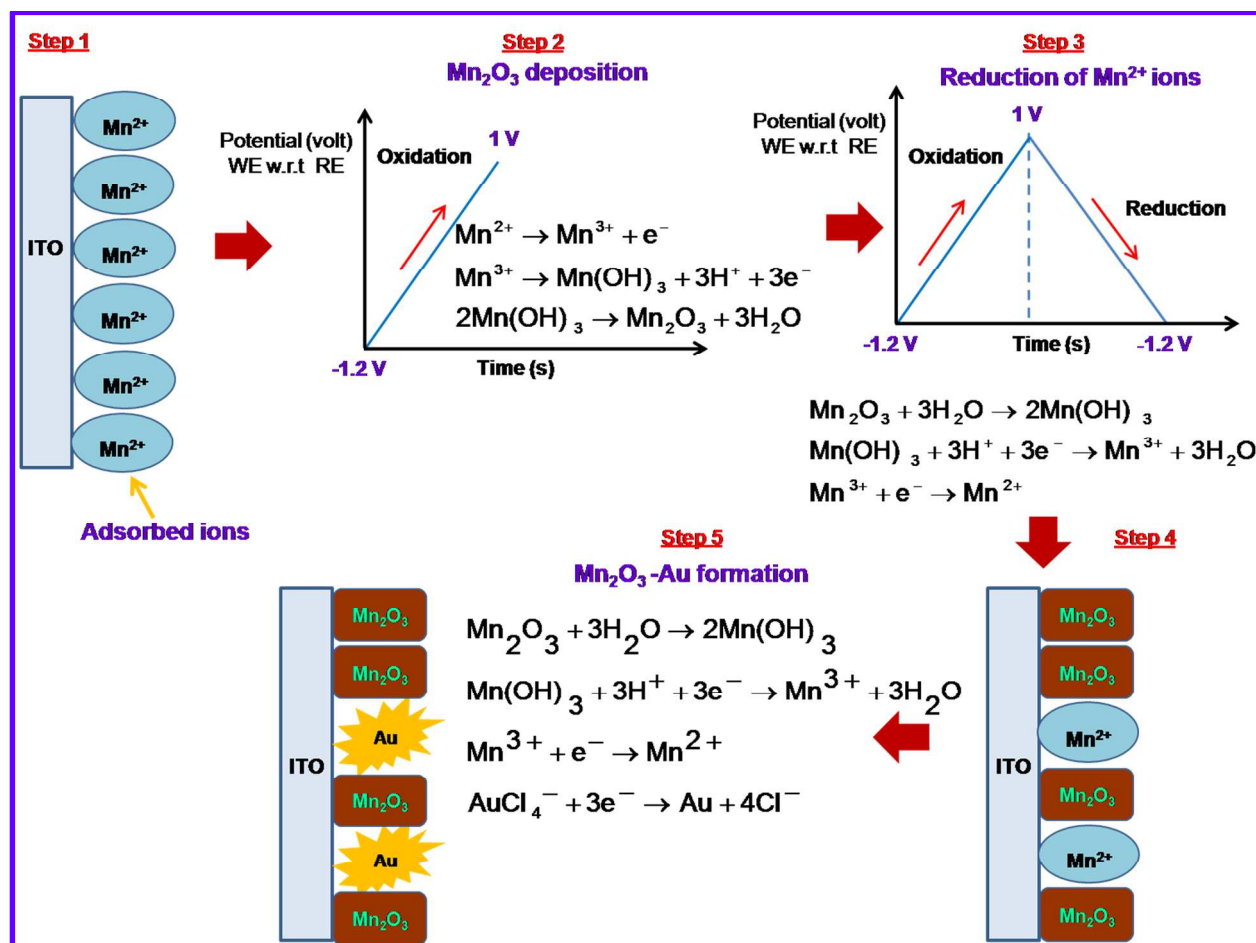 Step 1
ITO
Mn²⁺
Mn²⁺
Mn²⁺
Mn²⁺
Mn²⁺
Mn²⁺
Adsorbed ions
Step 2
Mn₂O₃ deposition
Potential (volt)
WE w.r.t RE
Oxidation
1 V
Mn²⁺ → Mn³⁺ + e⁻
Mn³⁺ → Mn(OH)₃ + 3H⁺ + 3e⁻
2Mn(OH)₃ → Mn₂O₃ + 3H₂O
-1.2 V
Time (s)
Step 3
Reduction of Mn²⁺ ions
Potential (volt)
WE w.r.t RE
1 V
Oxidation
Reduction
-1.2 V
Time (s)
-1.2 V
Mn₂O₃ + 3H₂O → 2Mn(OH)₃
Mn(OH)₃ + 3H⁺ + 3e⁻ → Mn³⁺ + 3H₂O
Mn³⁺ + e⁻ → Mn²⁺
Step 4
ITO
Mn₂O₃
Mn₂O₃
Mn²⁺
Mn₂O₃
Mn²⁺
Mn₂O₃
Step 5
Mn₂O₃-Au formation
Mn₂O₃ + 3H₂O → 2Mn(OH)₃
Mn(OH)₃ + 3H⁺ + 3e⁻ → Mn³⁺ + 3H₂O
Mn³⁺ + e⁻ → Mn²⁺
AuCl₄⁻ + 3e⁻ → Au + 4Cl⁻
ITO
Mn₂O₃
Mn₂O₃
Au
Mn₂O₃
Au
Mn₂O₃